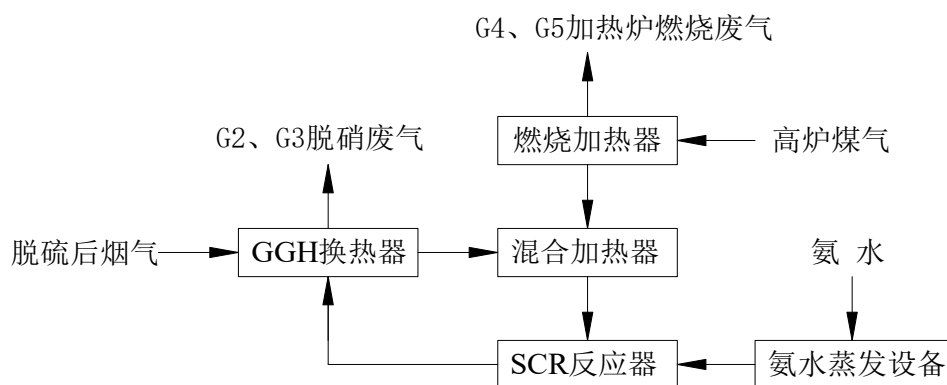 G4、G5加热炉燃烧废气
G2、G3脱硝废气
燃烧加热器
高炉煤气
脱硫后烟气
GGH换热器
混合加热器
氨 水
SCR反应器
氨水蒸发设备